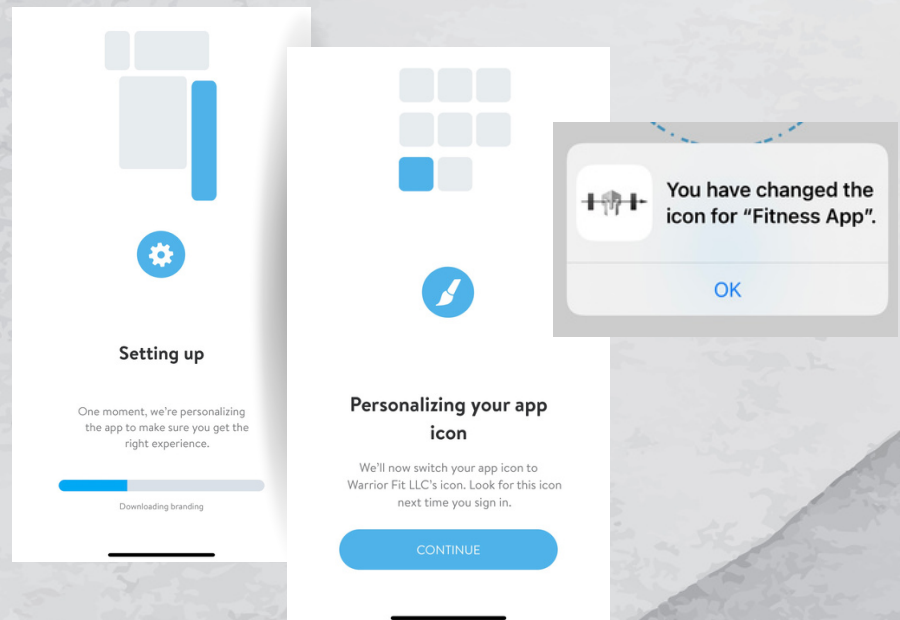 Setting up
One moment, we're personalizing
the app to make sure you get the
right experience.
Downloading branding
Personalizing your app
icon
We'll now switch your app icon to
Warrior Fit LLC's icon. Look for this icon
next time you sign in.
CONTINUE
You have changed the
icon for “Fitness App”.
OK